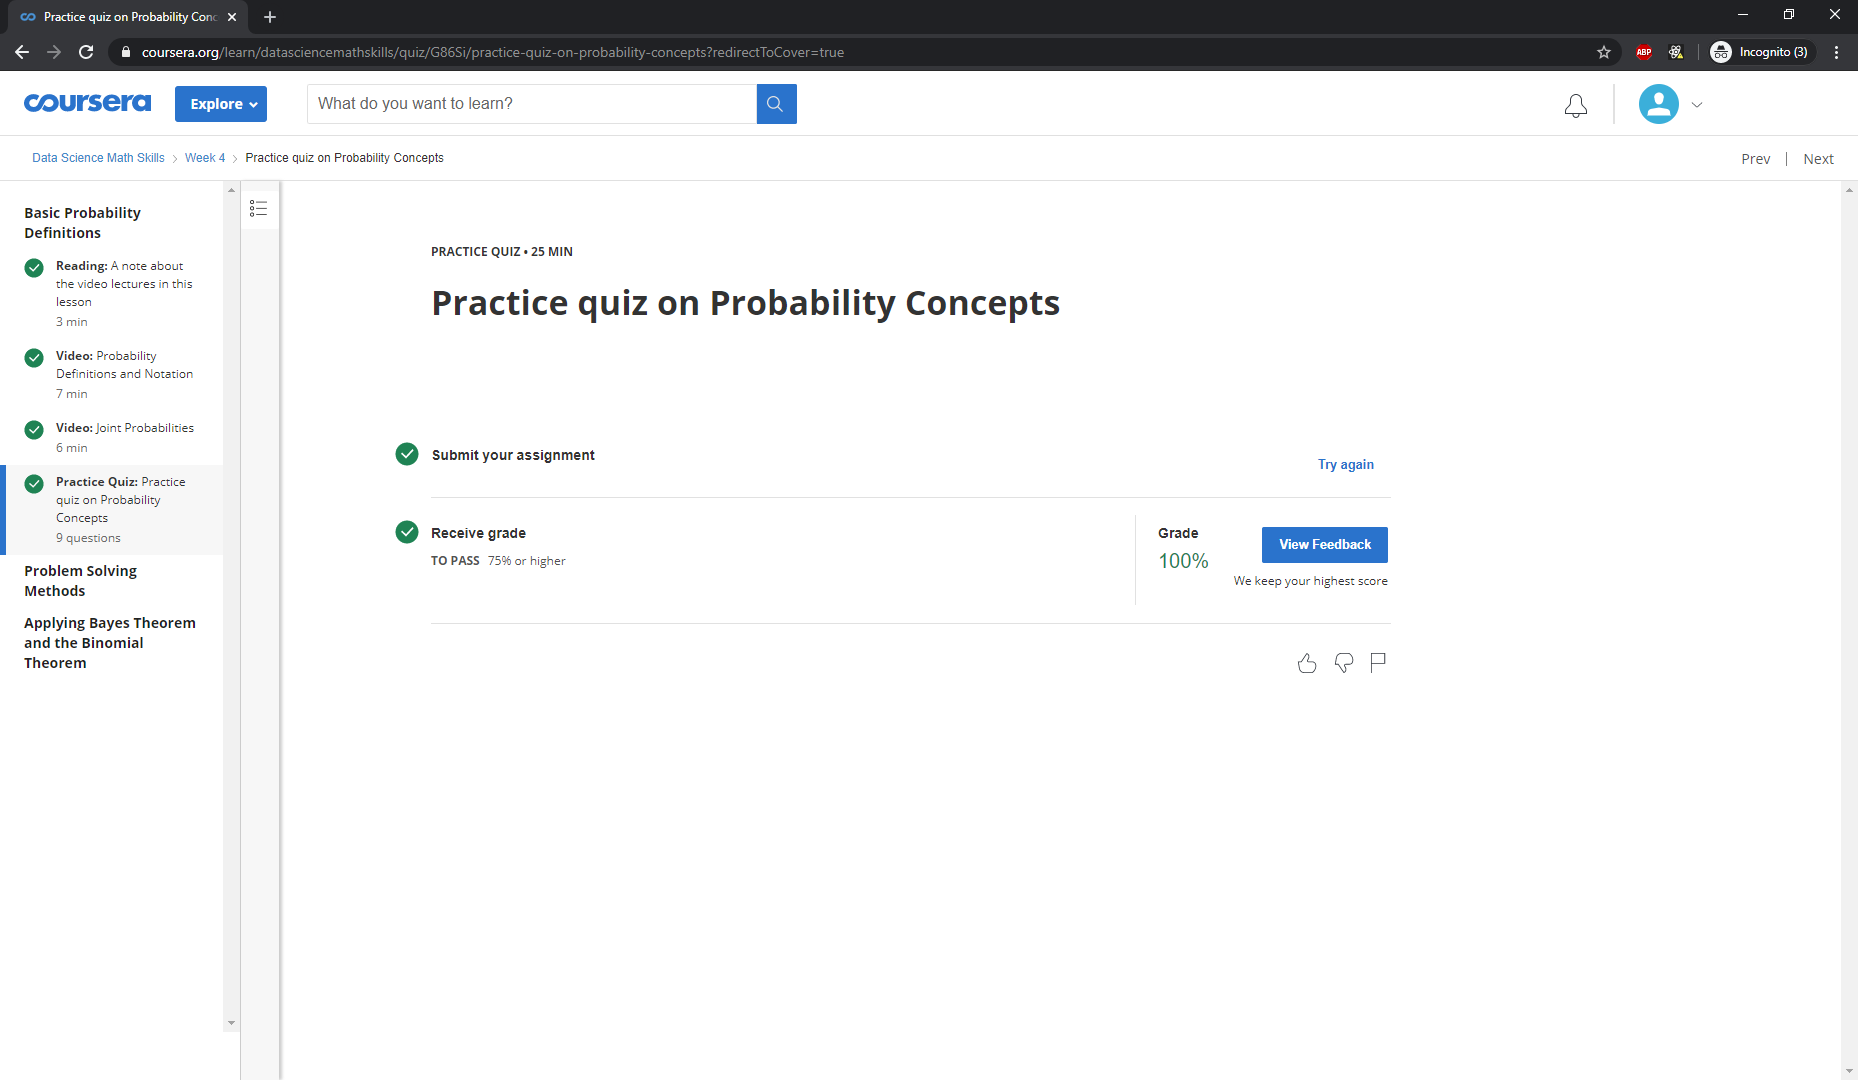 Practice quiz on Probability Conc
coursera.org/learn/datasciencemathskills/quiz/G86Si/practice-quiz-on-probability-concepts?redirectToCover=true
ABP
Incognito (3)
coursera
Explore
What do you want to learn?
Data Science Math Skills
Week 4
Practice quiz on Probability Concepts
Prev
Next
Basic Probability
Definitions
Reading: A note about
the video lectures in this
lesson
3 min
Video: Probability
Definitions and Notation
7 min
Video: Joint Probabilities
6 min
Practice Quiz: Practice
quiz on Probability
Concepts
9 questions
Problem Solving
Methods
Applying Bayes Theorem
and the Binomial
Theorem
PRACTICE QUIZ • 25 MIN
Practice quiz on Probability Concepts
Submit your assignment
Try again
Receive grade
TO PASS 75% or higher
Grade
100%
View Feedback
We keep your highest score